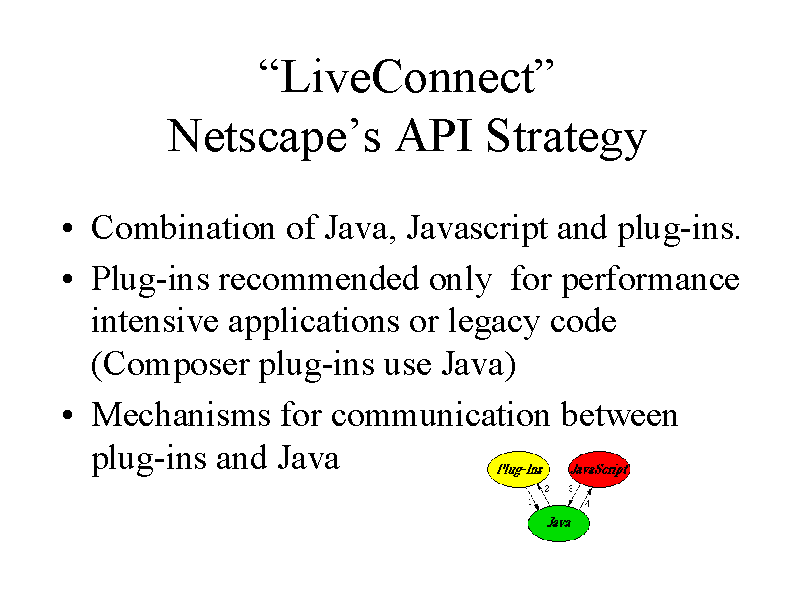 “LiveConnect”
Netscape’s API Strategy
• Combination of Java, Javascript and plug-ins.
• Plug-ins recommended only  for performance
intensive applications or legacy code
(Composer plug-ins use Java)
• Mechanisms for communication between
plug-ins and Java
Plug-Ins
JavaScript
1
2
3
4
Java